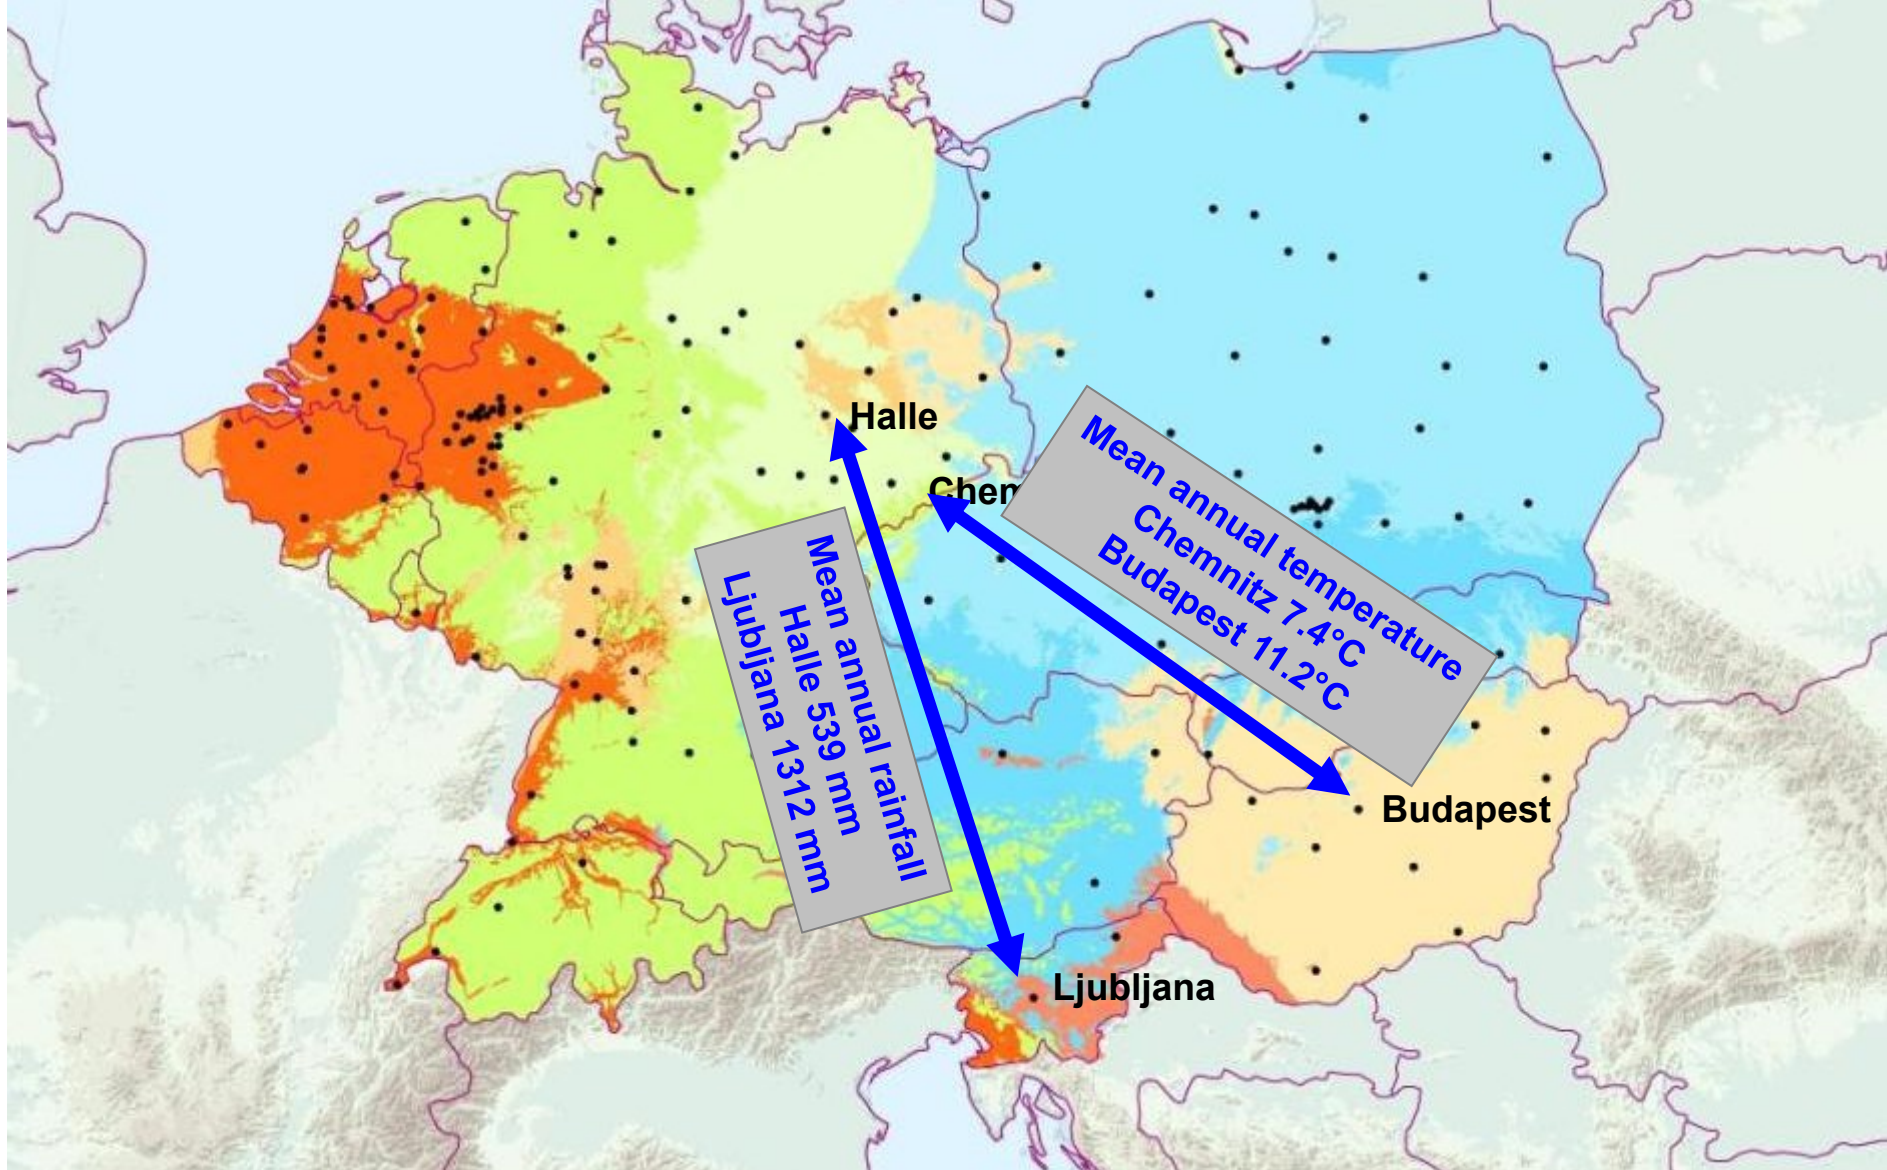 Halle
Chem
Mean annual temperature
Chemnitz 7.4°C
Budapest 11.2°C
Mean annual rainfall
Halle 539 mm
Ljubljana 1312 mm
Budapest
Ljubljana